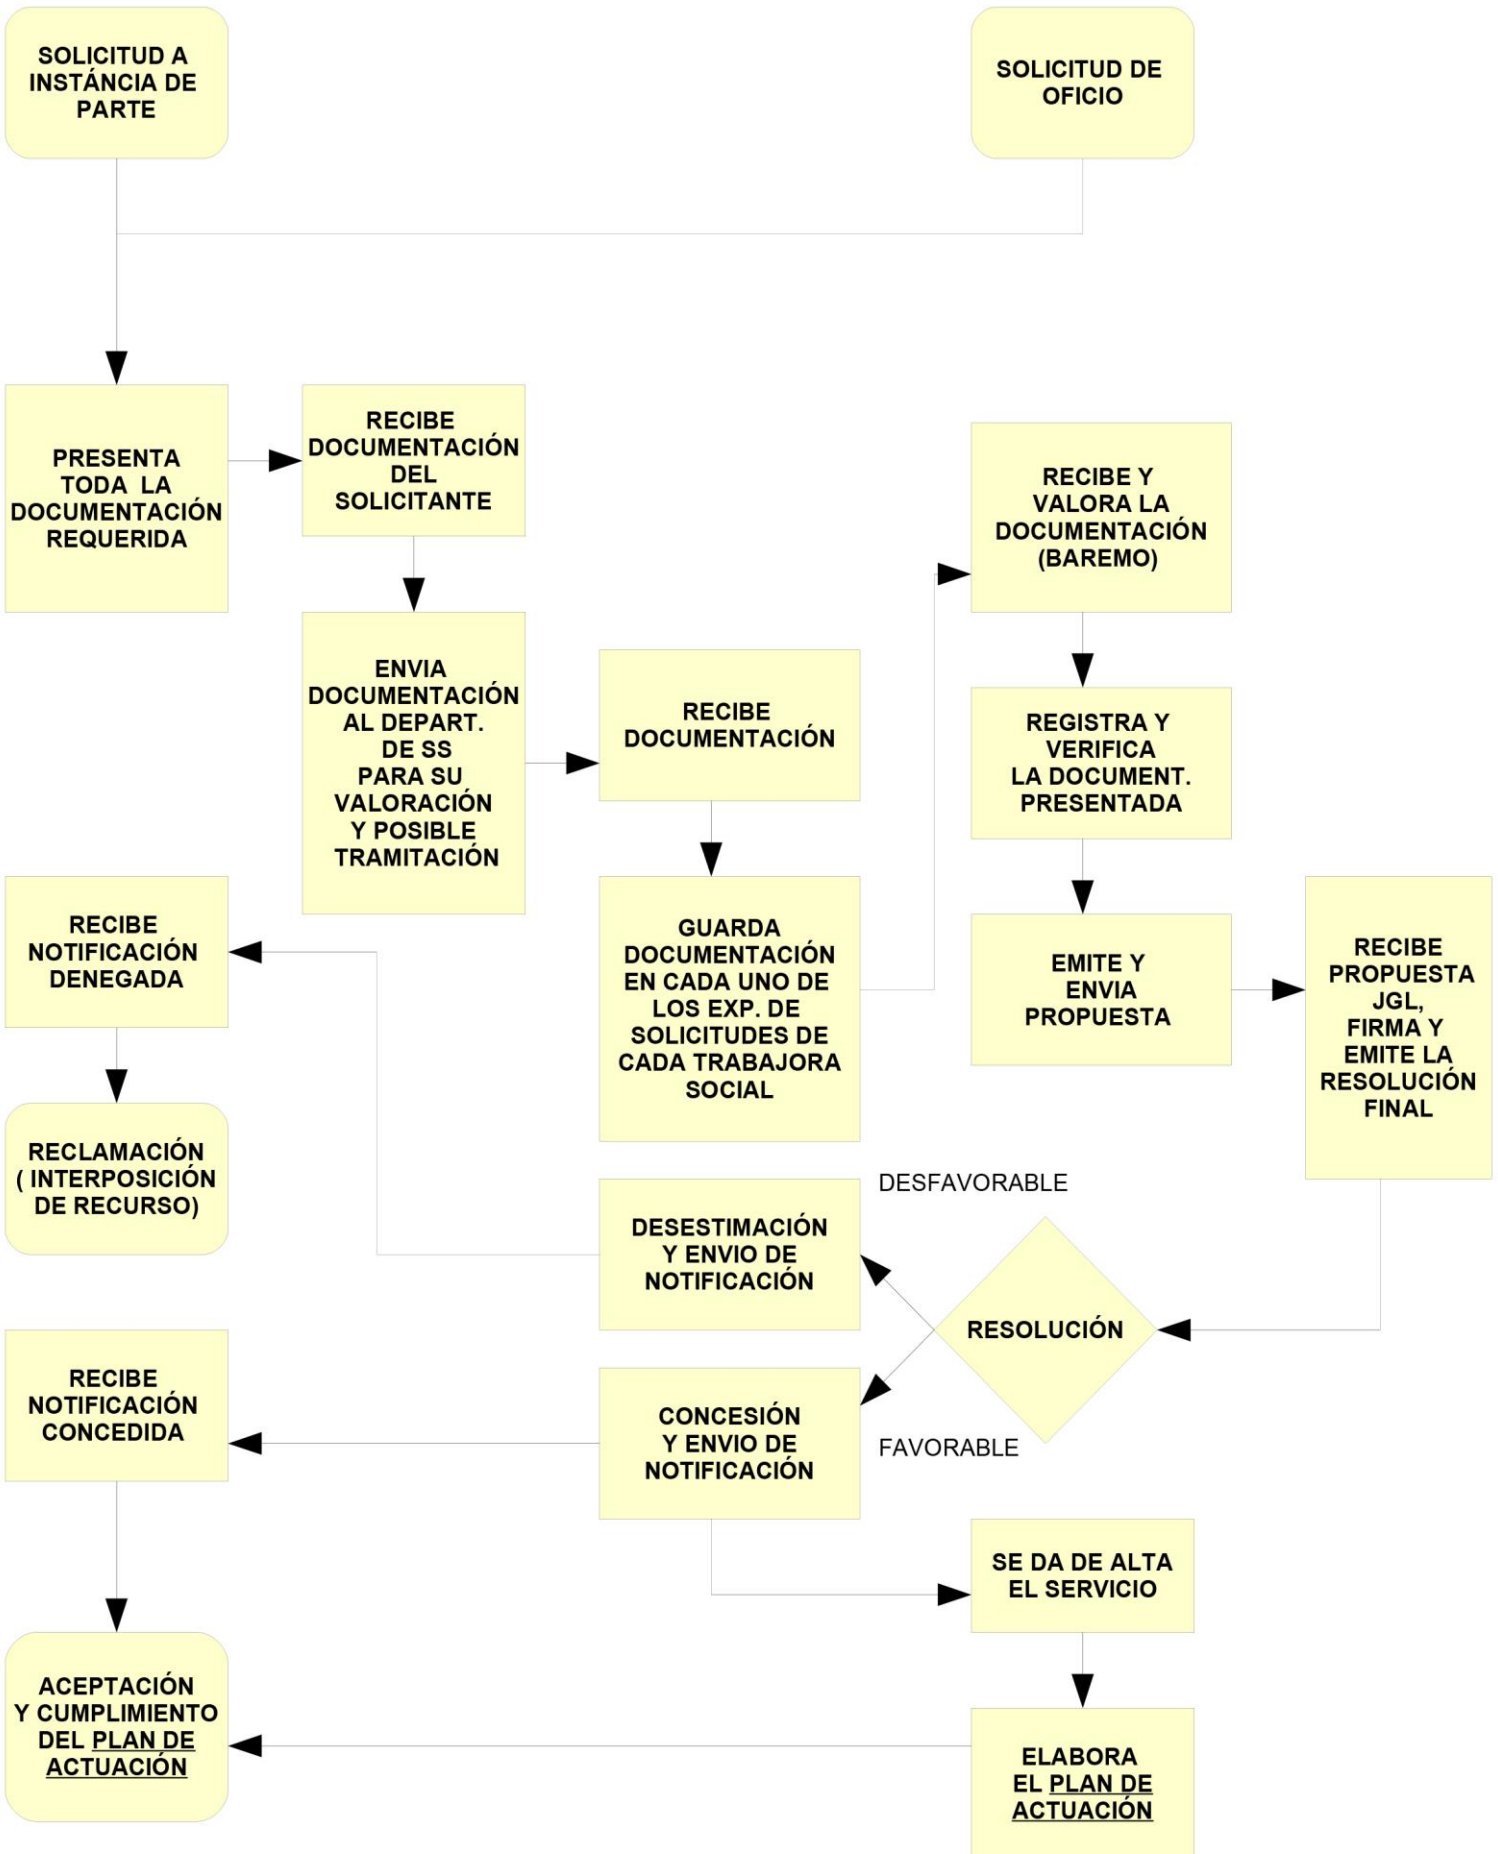 SOLICITUD A
INSTÁNCIA DE
PARTE
SOLICITUD DE
OFICIO
PRESENTA
TODA LA
DOCUMENTACIÓN
REQUERIDA
RECIBE
DOCUMENTACIÓN
DEL
SOLICITANTE
ENVIA
DOCUMENTACIÓN
AL DEPART.
DE SS
PARA SU
VALORACIÓN
Y POSIBLE
TRAMITACIÓN
RECIBE
DOCUMENTACIÓN
GUARDA
DOCUMENTACIÓN
EN CADA UNO DE
LOS EXP. DE
SOLICITUDES DE
CADA TRABAJORA
SOCIAL
RECIBE Y
VALORA LA
DOCUMENTACIÓN
(BAREMO)
REGISTRA Y
VERIFICA
LA DOCUMENT.
PRESENTADA
EMITE Y
ENVIA
PROPUESTA
RECIBE
PROPUESTA
JGL,
FIRMA Y
EMITE LA
RESOLUCIÓN
FINAL
RESOLUCIÓN
DESFAVORABLE
DESESTIMACIÓN
Y ENVIO DE
NOTIFICACIÓN
RECIBE
NOTIFICACIÓN
DENEGADA
RECLAMACIÓN
( INTERPOSICIÓN
DE RECURSO)
FAVORABLE
CONCESIÓN
Y ENVIO DE
NOTIFICACIÓN
RECIBE
NOTIFICACIÓN
CONCEDIDA
SE DA DE ALTA
EL SERVICIO
ELABORA
EL PLAN DE
ACTUACIÓN
ACEPTACIÓN
Y CUMPLIMIENTO
DEL PLAN DE
ACTUACIÓN